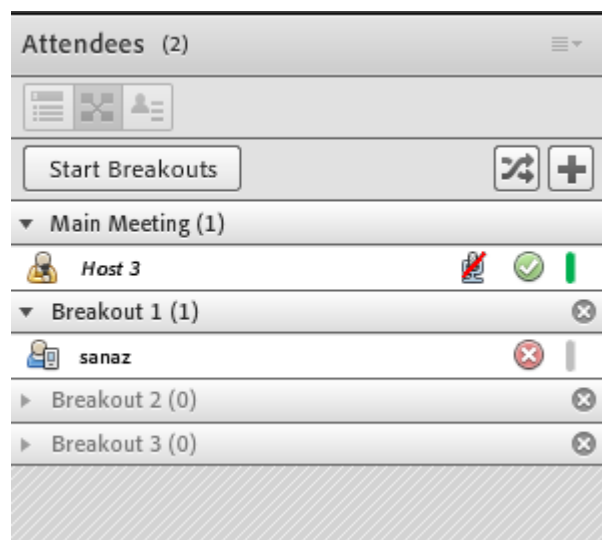 Attendees (2)
Start Breakouts
Main Meeting (1)
Host 3
Breakout 1 (1)
sanaz
Breakout 2 (0)
Breakout 3 (0)